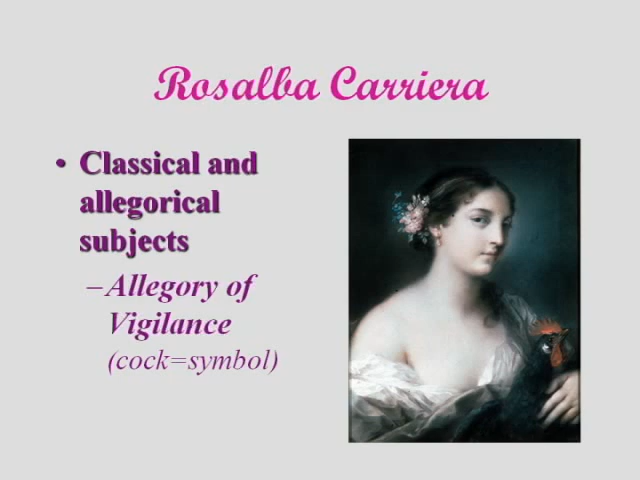 Rosalba Carriera
• Classical and
allegorical
subjects
–Allegory of
Vigilance
(cock=symbol)